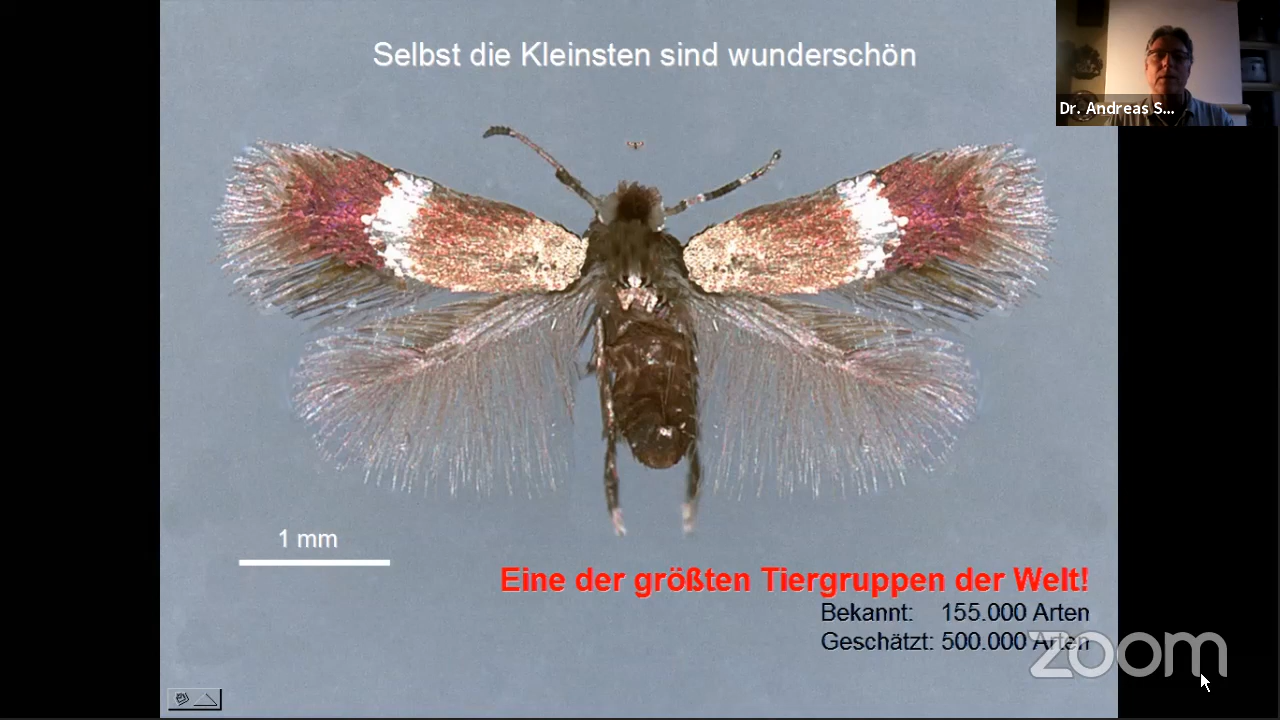 Selbst die Kleinsten sind wunderschön
Dr. Andreas S...
1 mm
Eine der größten Tiergruppen der Welt!
Bekannt: 155.000 Arten
Geschätzt: 500.000 Arten
zoom